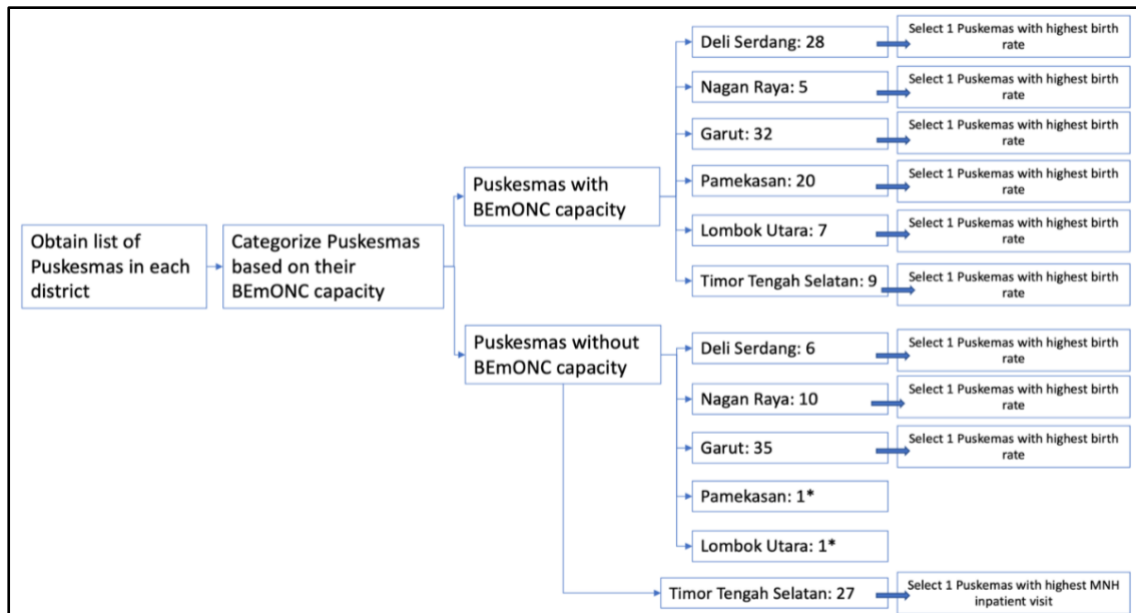 Obtain list of
Puskesmas in each
district
Categorize Puskesmas
based on their
BEmONC capacity
Puskesmas with
BEmONC capacity
Deli Serdang: 28
Select 1 Puskemas with highest birth
rate
Nagan Raya: 5
Select 1 Puskemas with highest birth
rate
Garut: 32
Select 1 Puskemas with highest birth
rate
Pamekasan: 20
Select 1 Puskemas with highest birth
rate
Lombok Utara: 7
Select 1 Puskemas with highest birth
rate
Timor Tengah Selatan: 9
Select 1 Puskemas with highest birth
rate
Puskesmas without
BEmONC capacity
Deli Serdang: 6
Select 1 Puskemas with highest birth
rate
Nagan Raya: 10
Select 1 Puskemas with highest birth
rate
Garut: 35
Select 1 Puskemas with highest birth
rate
Pamekasan: 1*
Lombok Utara: 1*
Timor Tengah Selatan: 27
Select 1 Puskemas with highest MNH
inpatient visit